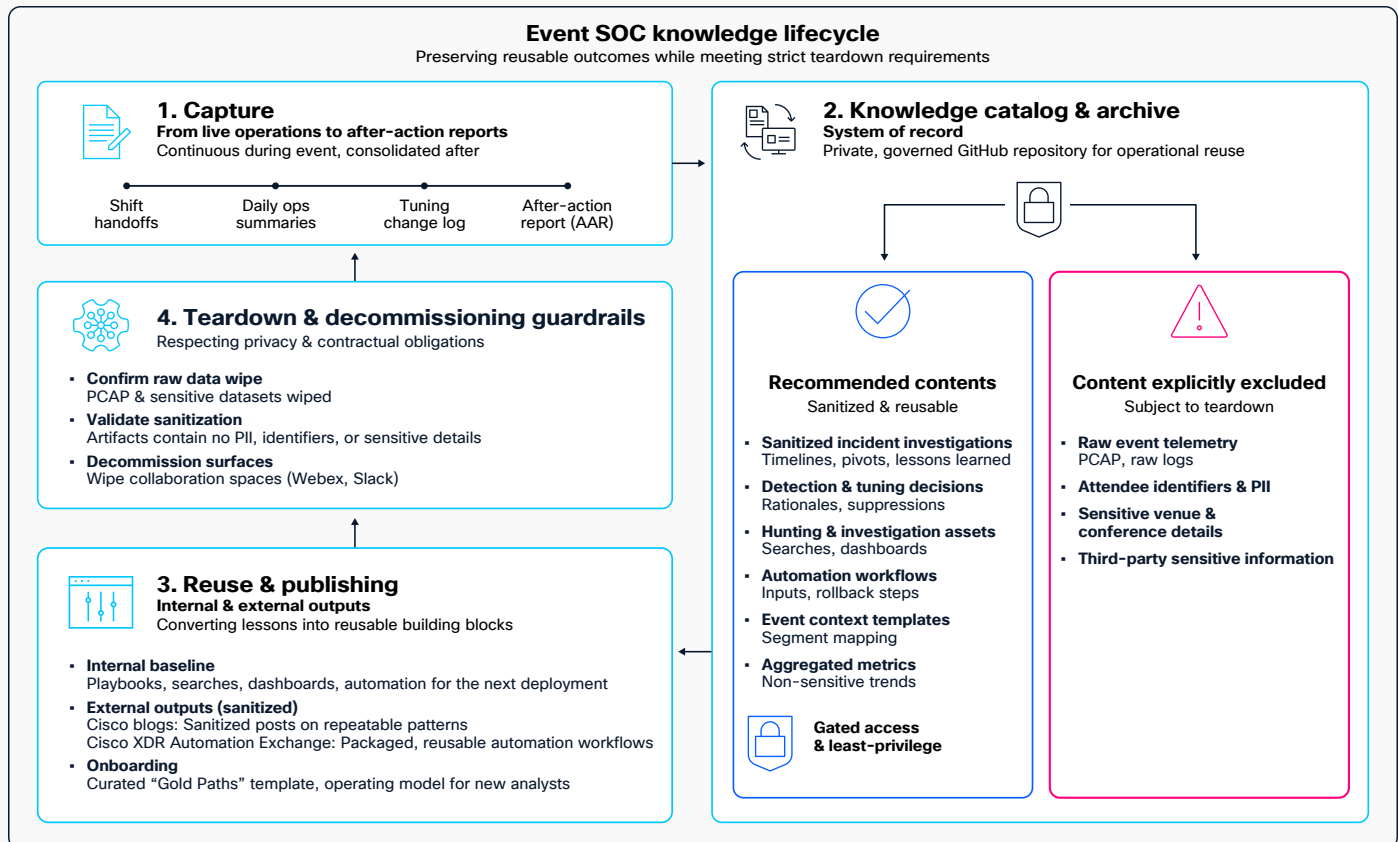 Event SOC knowledge lifecycle
Preserving reusable outcomes while meeting strict teardown requirements
1. Capture
From live operations to after-action reports
Continuous during event, consolidated after
Shift
handoffs
Daily ops
summaries
Tuning
change log
After-action
report (AAR)
2. Knowledge catalog & archive
System of record
Private, governed GitHub repository for operational reuse
Recommended contents
Sanitized & reusable
▪ Sanitized incident investigations
Timelines, pivots, lessons learned
▪ Detection & tuning decisions
Rationales, suppressions
▪ Hunting & investigation assets
Searches, dashboards
▪ Automation workflows
Inputs, rollback steps
▪ Event context templates
Segment mapping
▪ Aggregated metrics
Non-sensitive trends
Gated access
& least-privilege
Content explicitly excluded
Subject to teardown
▪ Raw event telemetry
PCAP, raw logs
▪ Attendee identifiers & PII
▪ Sensitive venue &
conference details
▪ Third-party sensitive information
3. Reuse & publishing
Internal & external outputs
Converting lessons into reusable building blocks
▪ Internal baseline
Playbooks, searches, dashboards, automation for the next deployment
▪ External outputs (sanitized)
Cisco blogs: Sanitized posts on repeatable patterns
Cisco XDR Automation Exchange: Packaged, reusable automation workflows
▪ Onboarding
Curated “Gold Paths” template, operating model for new analysts
4. Teardown & decommissioning guardrails
Respecting privacy & contractual obligations
▪ Confirm raw data wipe
PCAP & sensitive datasets wiped
▪ Validate sanitization
Artifacts contain no PII, identifiers, or sensitive details
▪ Decommission surfaces
Wipe collaboration spaces (Webex, Slack)